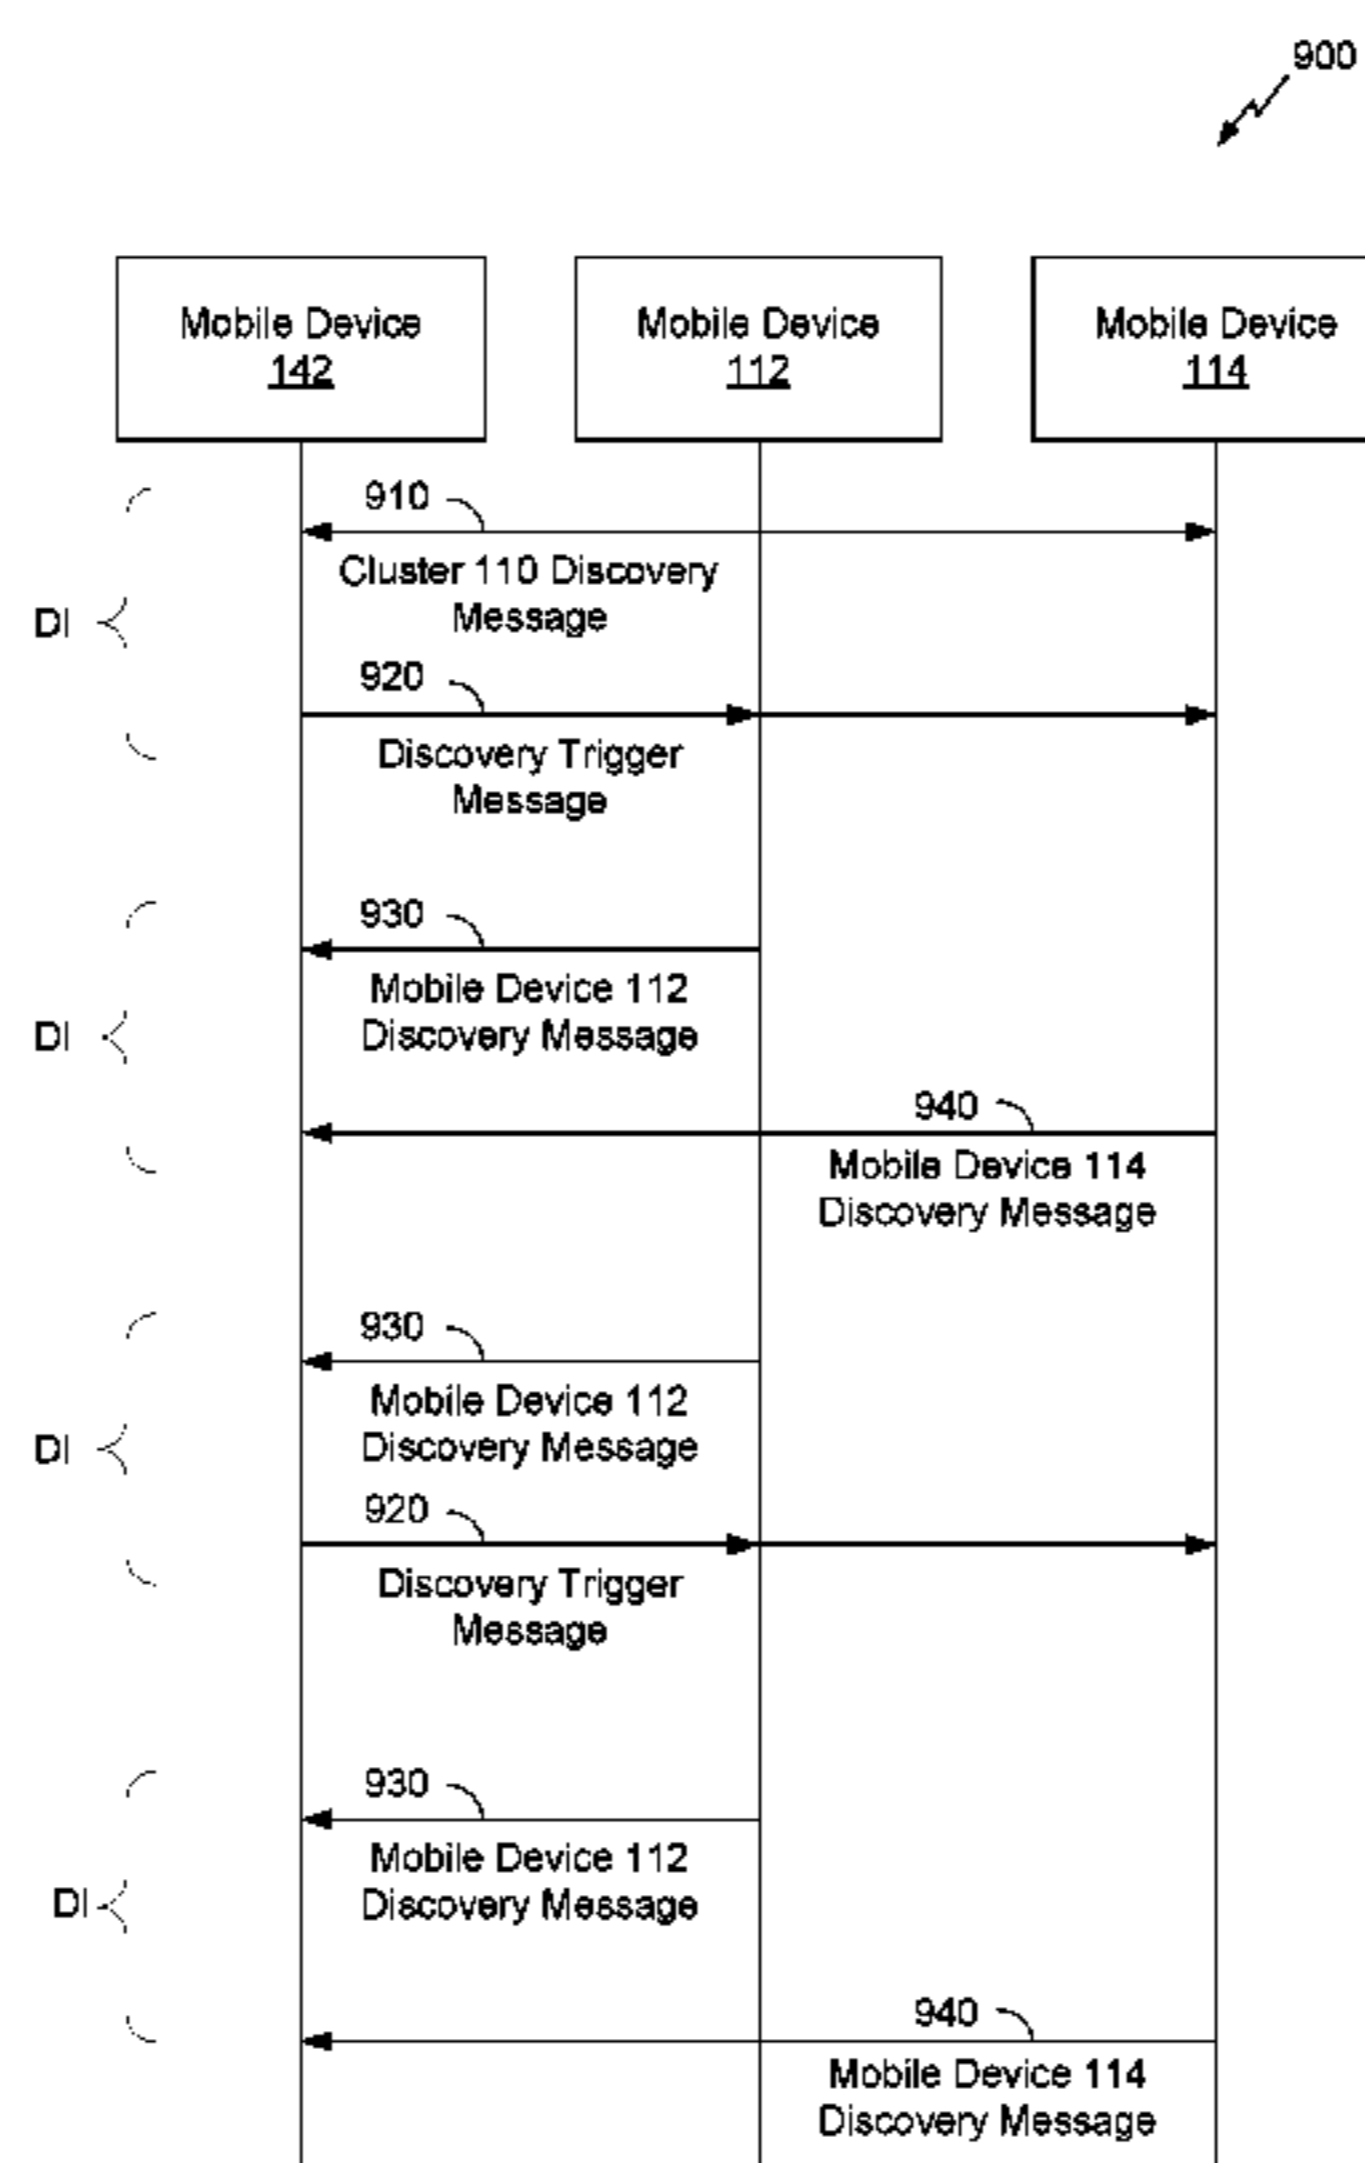 900
Mobile Device
142
Mobile Device
112
Mobile Device
114
910
Cluster 110 Discovery
Message
DI
920
Discovery Trigger
Message
930
Mobile Device 112
Discovery Message
DI
940
Mobile Device 114
Discovery Message
930
Mobile Device 112
Discovery Message
DI
920
Discovery Trigger
Message
930
Mobile Device 112
Discovery Message
DI
940
Mobile Device 114
Discovery Message